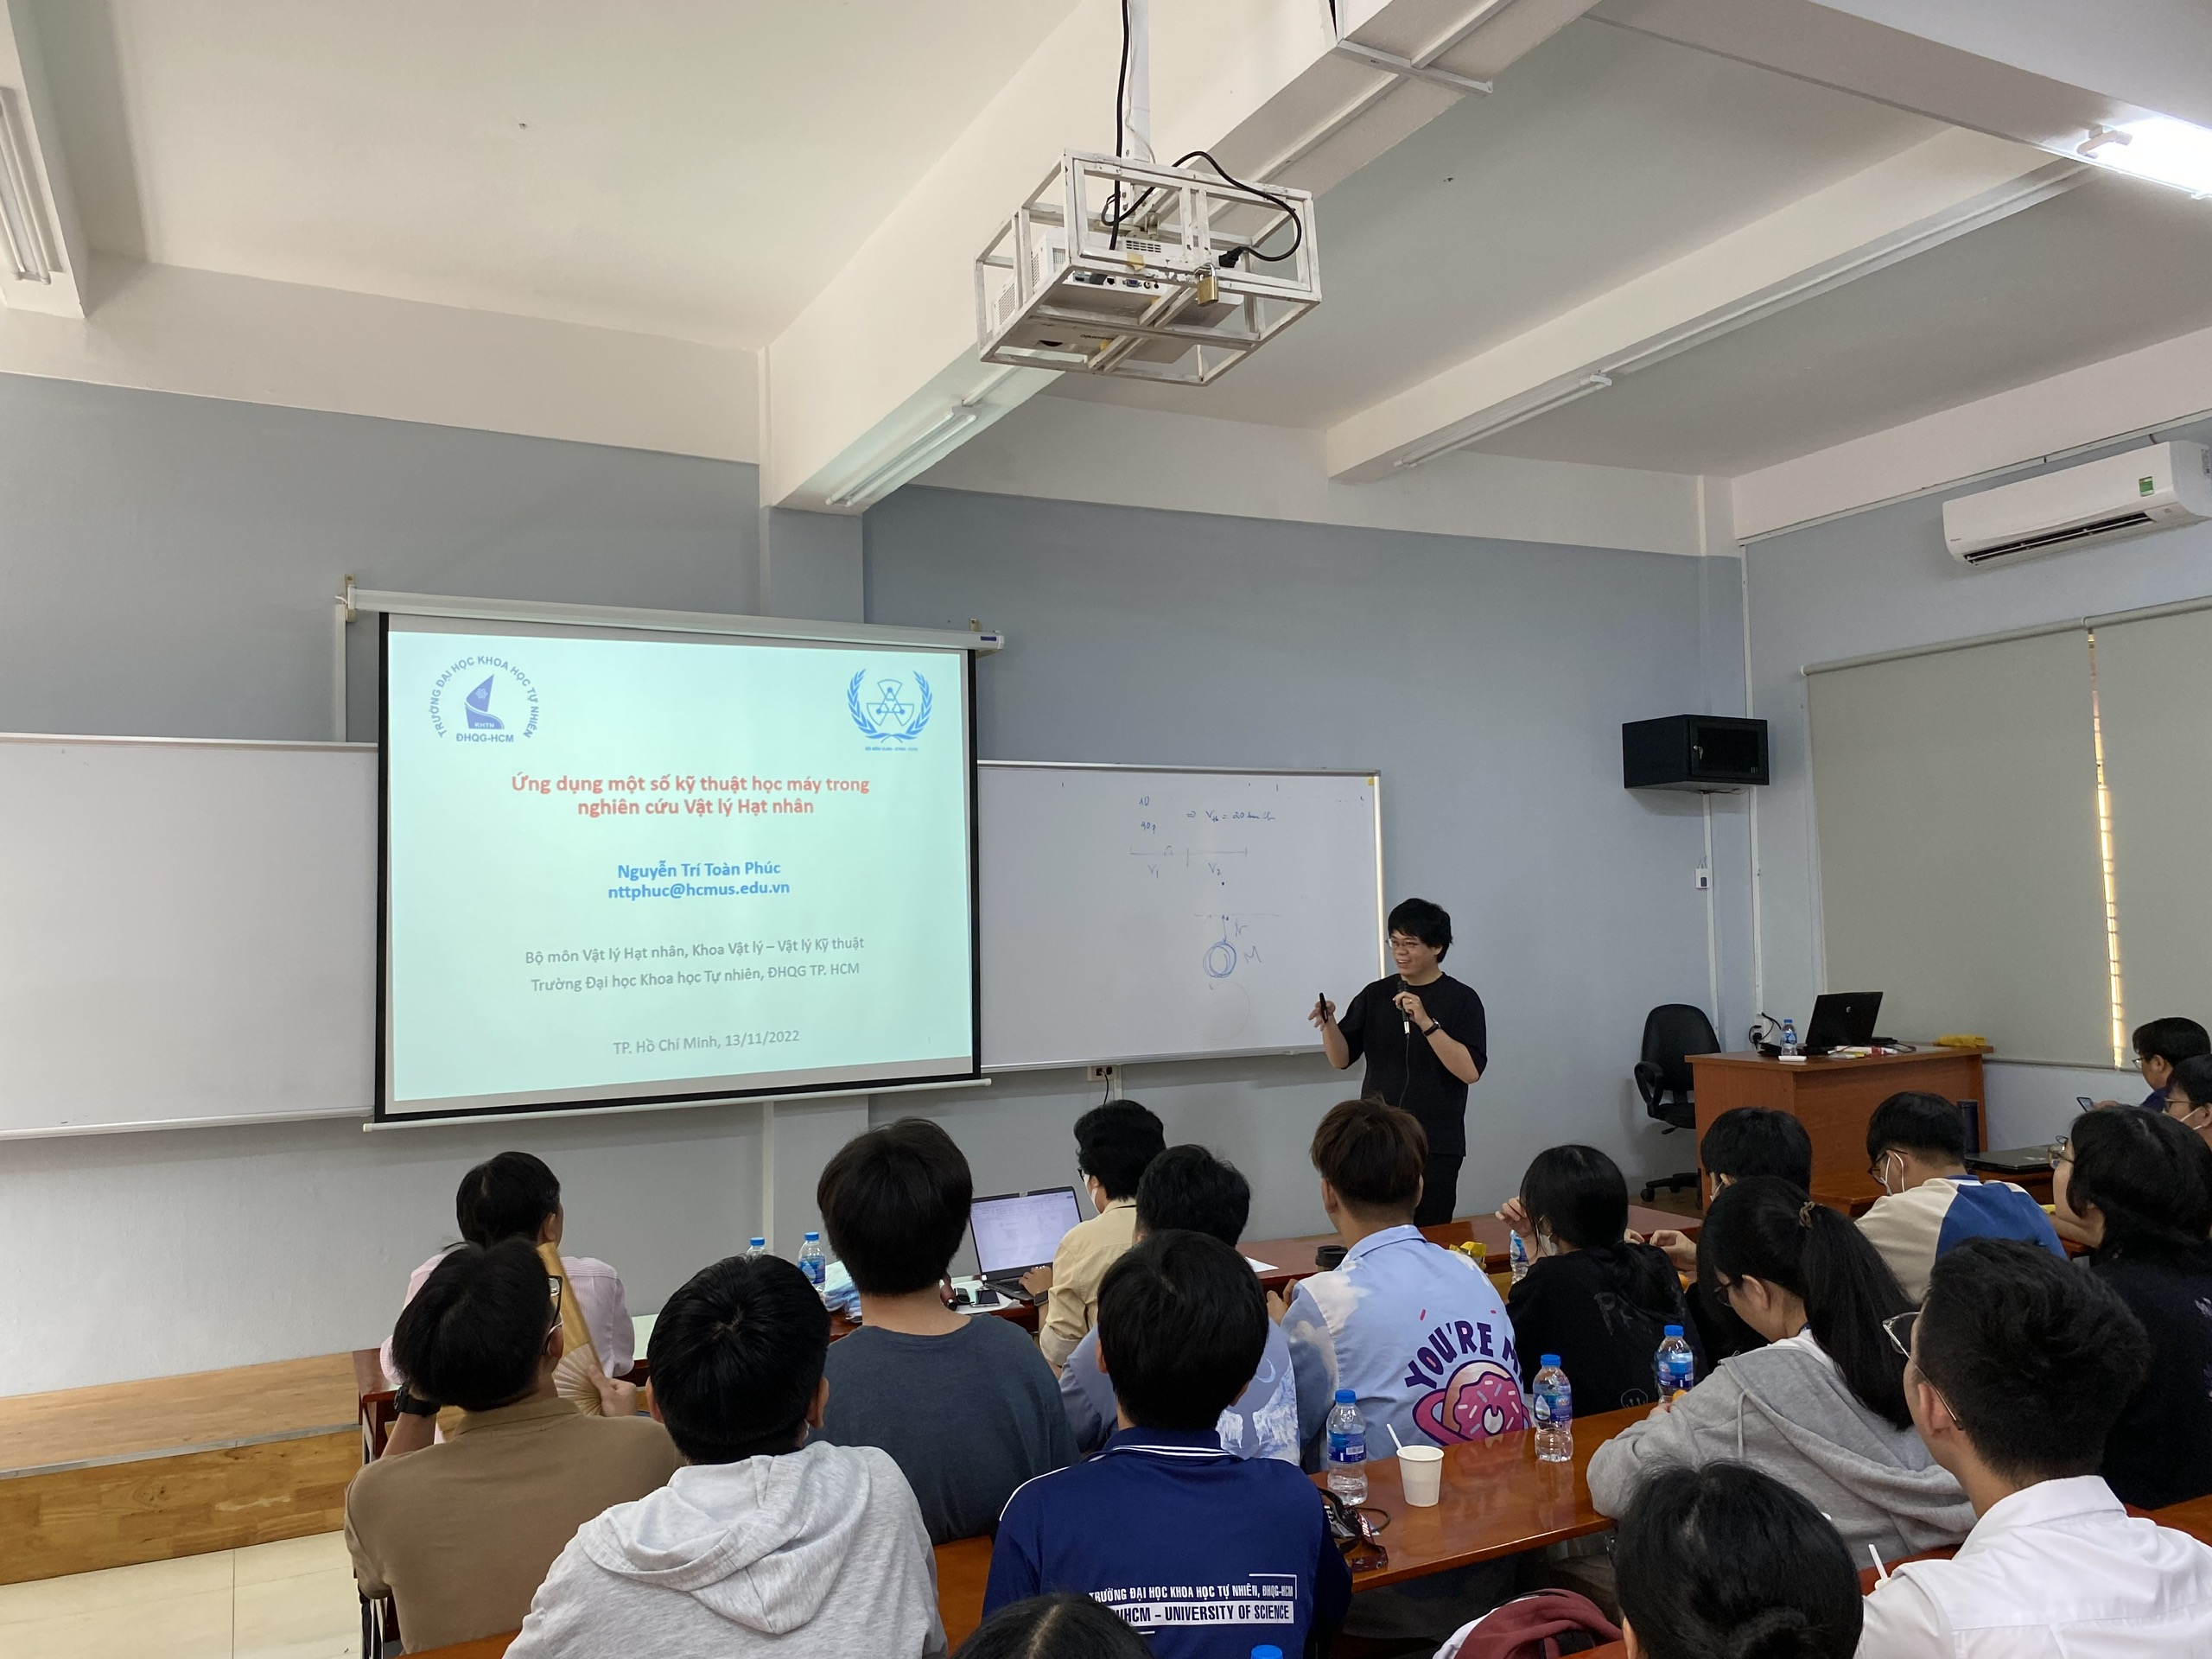 TRƯỜNG ĐẠI HỌC KHOA HỌC TỰ NHIÊN
KHTN
ĐHQG-HCM
Ứng dụng một số kỹ thuật học máy trong
nghiên cứu Vật lý Hạt nhân
Nguyễn Trí Toàn Phúc
nttphuc@hcmus.edu.vn
Bộ môn Vật lý Hạt nhân, Khoa Vật lý – Vật lý Kỹ thuật
Trường Đại học Khoa học Tự nhiên, ĐHQG TP. HCM
TP. Hồ Chí Minh, 13/11/2022
10
V1 V2
M
YOU'RE
TRƯỜNG ĐẠI HỌC KHOA HỌC TỰ NHIÊN, ĐHQG-HCM
– UNIVERSITY OF SCIENCE